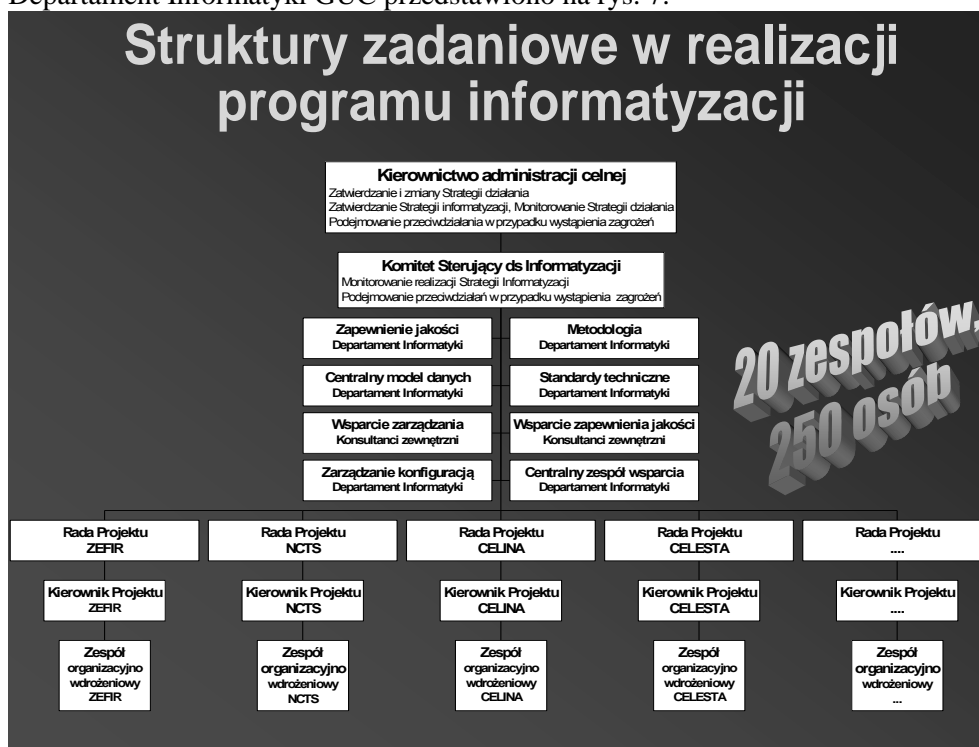 Departament Informatyki GUC przedstawiono na rys. 7.
Struktury zadaniowe w realizacji
programu informatyzacji
Kierownictwo administracji celnej
Zatwierdzanie i zmiany Strategii działania
Zatwierdzanie Strategii informatyzacji, Monitorowanie Strategii działania
Podejmowanie przeciwdziałania w przypadku wystąpienia zagrożeń
Komitet Sterujący ds Informatyzacji
Monitorowanie realizacji Strategii Informatyzacji
Podejmowanie przeciwdziałań w przypadku wystąpienia zagrożeń
Zapewnienie jakości
Departament Informatyki
Metodologia
Departament Informatyki
Centralny model danych
Departament Informatyki
Standardy techniczne
Departament Informatyki
Wsparcie zarządzania
Konsultanci zewnętrzni
Wsparcie zapewnienia jakości
Konsultanci zewnętrzni
Zarządzanie konfiguracją
Departament Informatyki
Centralny zespół wsparcia
Departament Informatyki
20 zespołów,
250 osób
Rada Projektu
ZEFIR
Rada Projektu
NCTS
Rada Projektu
CELINA
Rada Projektu
CELESTA
Rada Projektu
....
Kierownik Projektu
ZEFIR
Kierownik Projektu
NCTS
Kierownik Projektu
CELINA
Kierownik Projektu
CELESTA
Kierownik Projektu
....
Zespół
organizacyjno
wdrożeniowy
ZEFIR
Zespół
organizacyjno
wdrożeniowy
NCTS
Zespół
organizacyjno
wdrożeniowy
CELINA
Zespół
organizacyjno
wdrożeniowy
CELESTA
Zespół
organizacyjno
wdrożeniowy
...